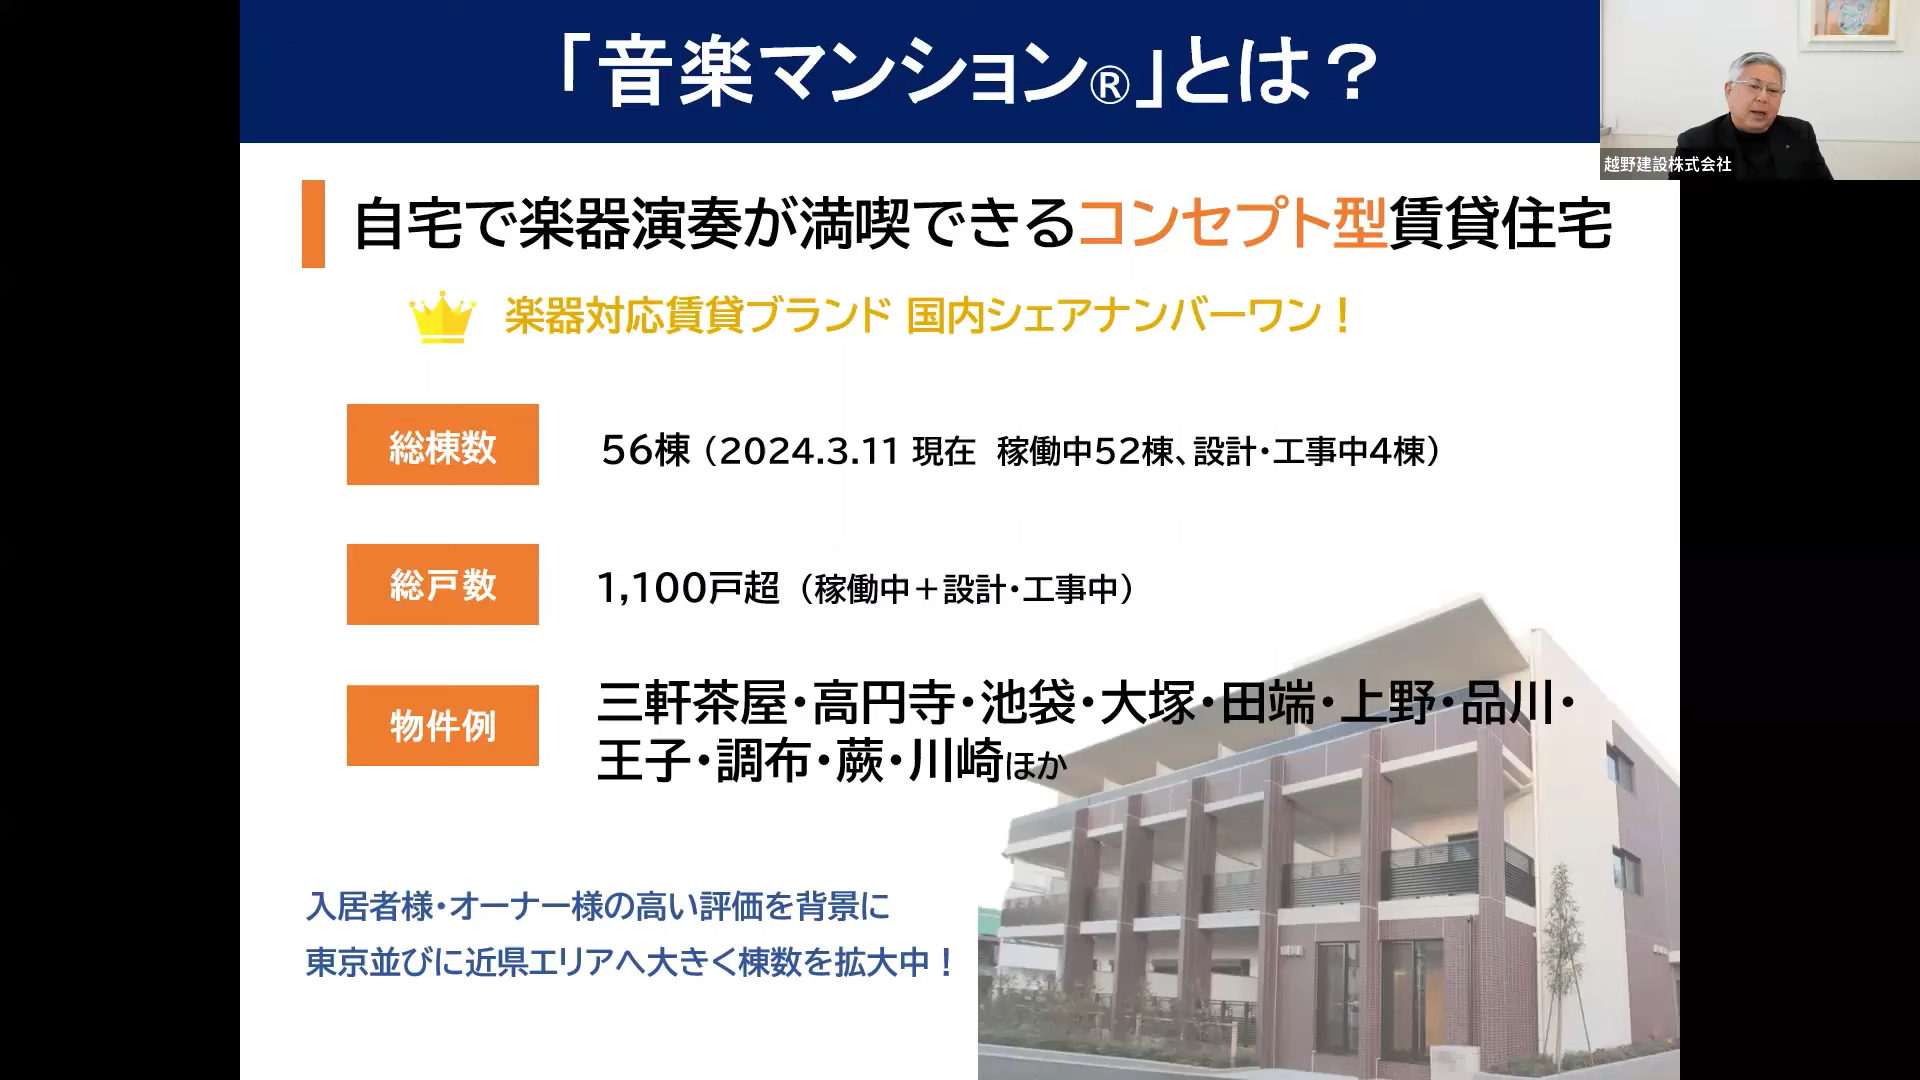 「音楽マンション®」とは？
越野建設株式会社
自宅で楽器演奏が満喫できるコンセプト型賃貸住宅
楽器対応賃貸ブランド 国内シェアナンバーワン！
総棟数
56棟（2024.3.11 現在 稼働中52棟、設計・工事中4棟）
総戸数
1,100戸超（稼働中＋設計・工事中）
物件例
三軒茶屋・高円寺・池袋・大塚・田端・上野・品川・
王子・調布・蕨・川崎ほか
入居者様・オーナー様の高い評価を背景に
東京並びに近県エリアへ大きく棟数を拡大中！